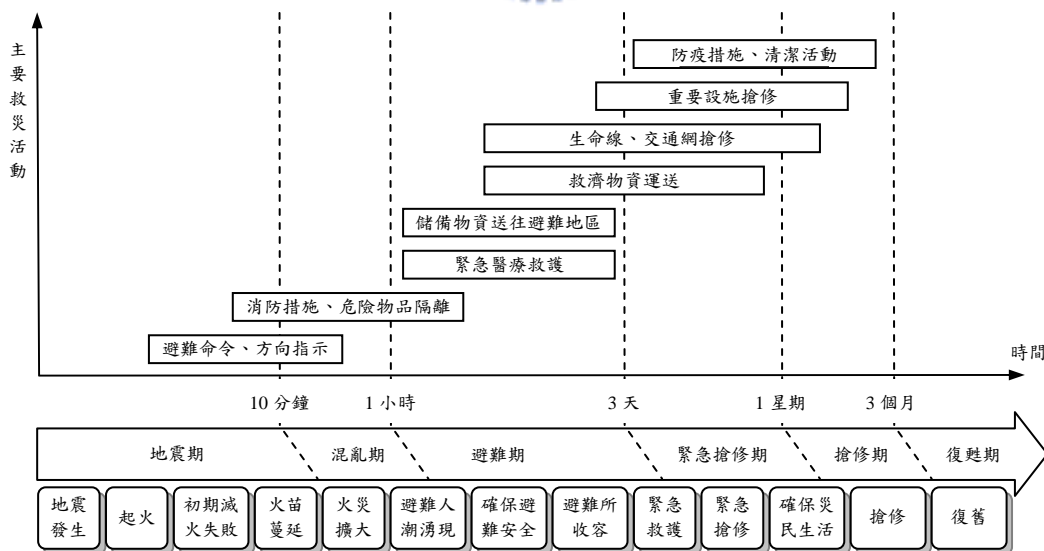 主
要
救
災
活
動
防疫措施、清潔活動
重要設施搶修
生命線、交通網搶修
救濟物資運送
儲備物資送往避難地區
緊急醫療救護
消防措施、危險物品隔離
避難命令、方向指示
時間
10 分鐘 1 小時 3 天 1 星期 3 個月
地震期 混亂期 避難期 緊急搶修期 搶修期 復甦期
地震
發生
起火
初期滅
火失敗
火苗
蔓延
火災
擴大
避難人
潮湧現
確保避
難安全
避難所
收容
緊急
救護
緊急
搶修
確保災
民生活
搶修
復舊